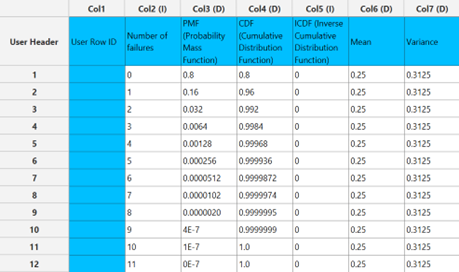 Col1 Col2 (I) Col3 (D) Col4 (D) Col5 (I) Col6 (D) Col7 (D)
User Header User Row ID Number of failures PMF (Probability Mass Function) CDF (Cumulative Distribution Function) ICDF (Inverse Cumulative Distribution Function) Mean Variance
1 0 0.8 0.8 0 0.25 0.3125
2 1 0.16 0.96 0 0.25 0.3125
3 2 0.032 0.992 0 0.25 0.3125
4 3 0.0064 0.9984 0 0.25 0.3125
5 4 0.00128 0.99968 0 0.25 0.3125
6 5 0.000256 0.999936 0 0.25 0.3125
7 6 0.0000512 0.9999872 0 0.25 0.3125
8 7 0.0000102 0.9999974 0 0.25 0.3125
9 8 0.0000020 0.9999995 0 0.25 0.3125
10 9 4E-7 0.9999999 0 0.25 0.3125
11 10 1E-7 1.0 0 0.25 0.3125
12 11 0E-7 1.0 0 0.25 0.3125